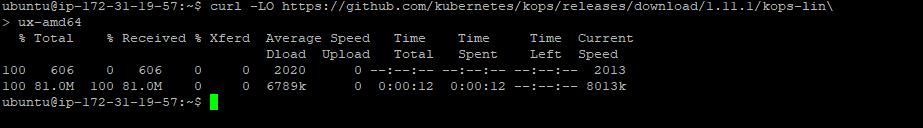 ubuntu@ip-172-31-19-57:~$ curl -LO https://github.com/kubernetes/kops/releases/download/1.11.1/kops-lin\
> ux-amd64
  % Total    % Received % Xferd  Average Speed   Time    Time     Time  Current
                                 Dload  Upload   Total   Spent    Left  Speed
100   606    0   606    0     0   2020      0 --:--:-- --:--:-- --:--:--  2013
100 81.0M  100 81.0M    0     0  6789k      0  0:00:12  0:00:12 --:--:-- 8013k
ubuntu@ip-172-31-19-57:~$